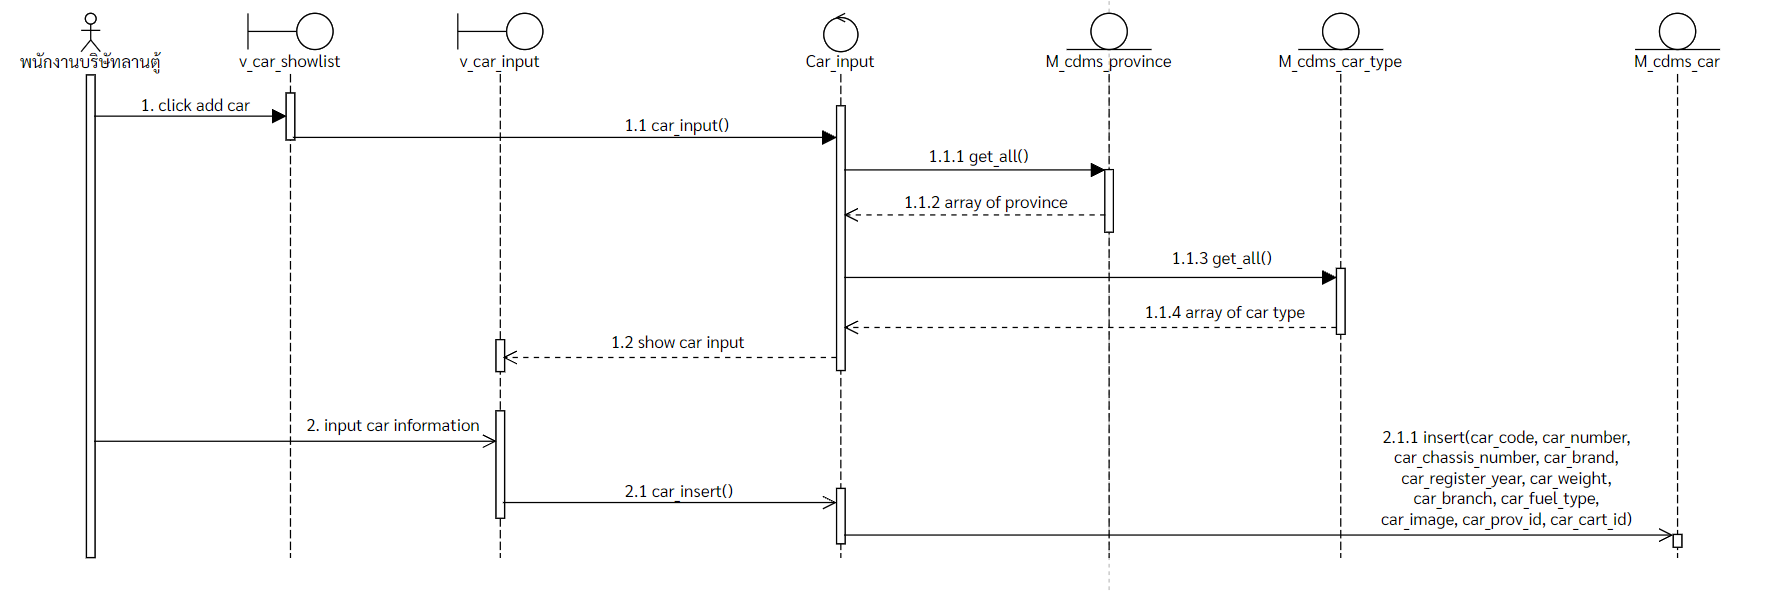 พนักงานบริษัทลานตู้
v_car_showlist
v_car_input
Car_input
M_cdms_province
M_cdms_car_type
M_cdms_car
1. click add car
1.1 car_input()
1.1.1 get_all()
1.1.2 array of province
1.1.3 get_all()
1.1.4 array of car type
1.2 show car input
2. input car information
2.1 car_insert()
2.1.1 insert(car_code, car_number,
car_chassis_number, car_brand,
car_register_year, car_weight,
car_branch, car_fuel_type,
car_image, car_prov_id, car_cart_id)